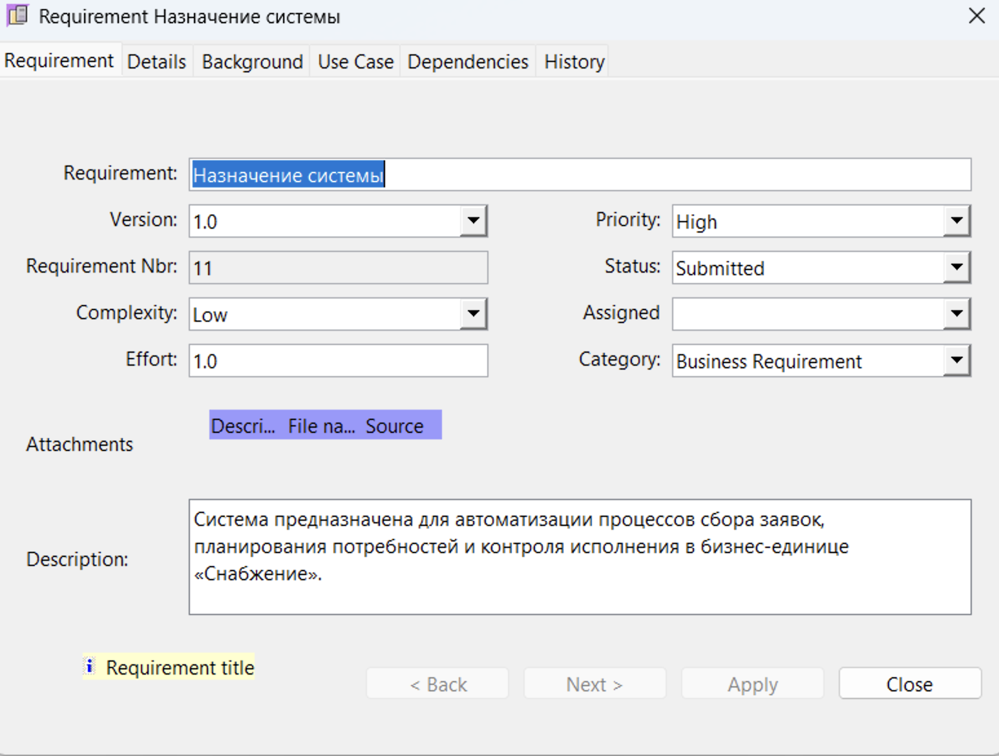 Requirement Назначение системы
Requirement Details Background Use Case Dependencies History
Requirement: Назначение системы
Version: 1.0 Priority: High
Requirement Nbr: 11 Status: Submitted
Complexity: Low Assigned
Effort: 1.0 Category: Business Requirement
Descri... File na... Source
Attachments
Система предназначена для автоматизации процессов сбора заявок,
планирования потребностей и контроля исполнения в бизнес-единице
Description:
«Снабжение».
i Requirement title
< Back Next > Apply Close